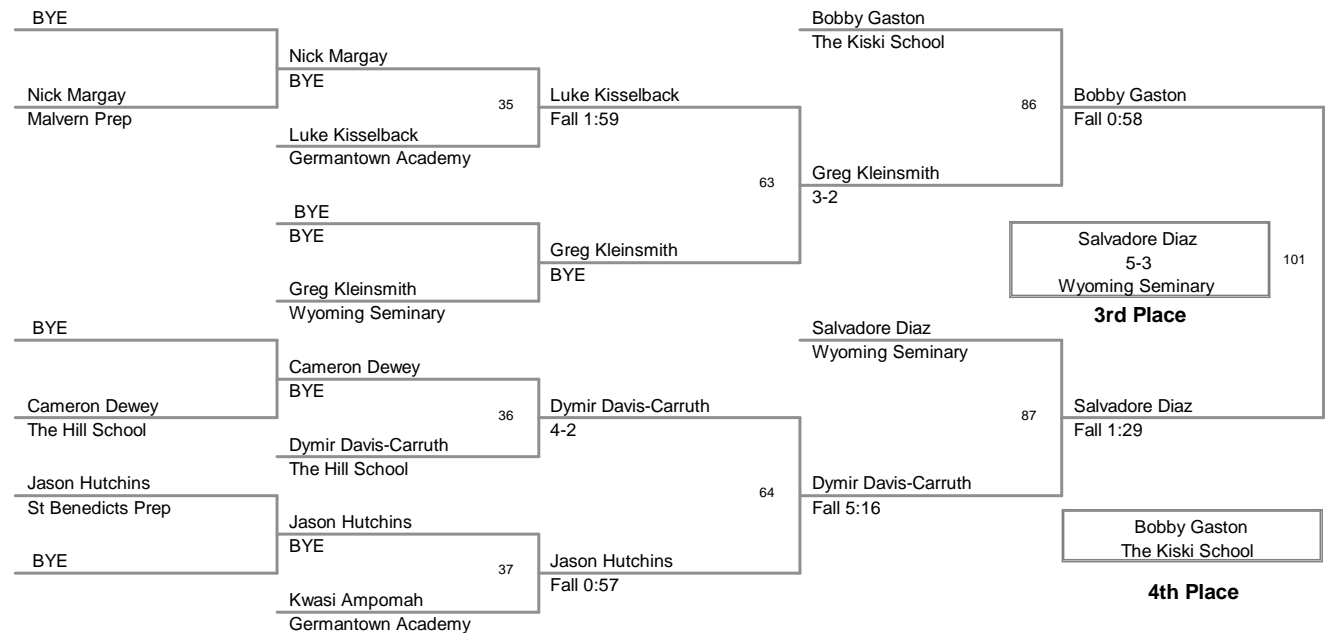 BYE
Nick Margay
Malvern Prep
BYE
Cameron Dewey
The Hill School
Jason Hutchins
St Benedicts Prep
BYE
Nick Margay
BYE
35
Luke Kisselback
Germantown Academy
BYE
BYE
Greg Kleinsmith
Wyoming Seminary
Cameron Dewey
BYE
36
Dymir Davis-Carruth
The Hill School
Jason Hutchins
BYE
37
Kwasi Ampomah
Germantown Academy
Luke Kisselback
Fall 1:59
63
Greg Kleinsmith
BYE
Dymir Davis-Carruth
4-2
64
Jason Hutchins
Fall 0:57
Bobby Gaston
The Kiski School
86
Greg Kleinsmith
3-2
Salvadore Diaz
Wyoming Seminary
87
Dymir Davis-Carruth
Fall 5:16
Bobby Gaston
Fall 0:58
Salvadore Diaz
5-3
Wyoming Seminary
101
3rd Place
Salvadore Diaz
Fall 1:29
Bobby Gaston
The Kiski School
4th Place